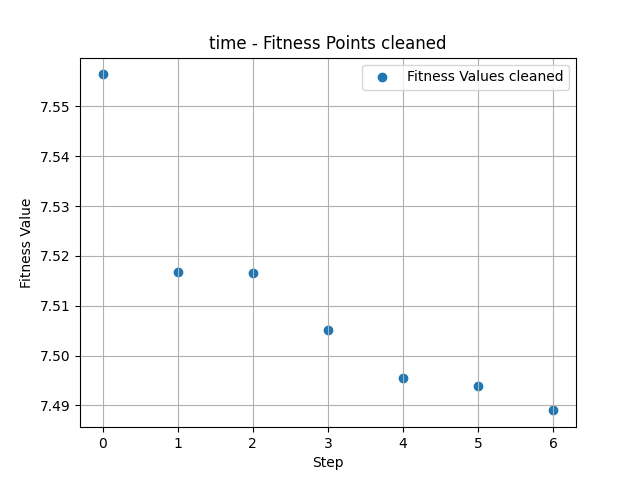 time - Fitness Points cleaned
Fitness Values cleaned
7.55
7.54
7.53
7.52
7.51
7.50
7.49
Fitness Value
0 1 2 3 4 5 6
Step